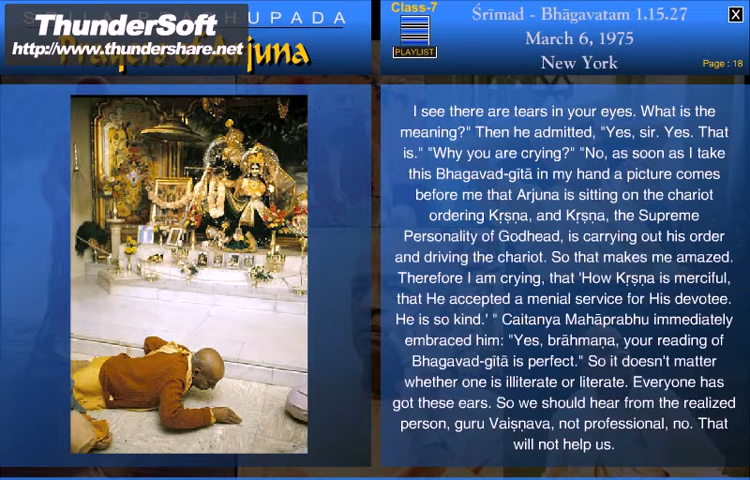 ThunderSoft
http://www.thundershare.net
PRABHUPADA
Prayers of Arjuna
Class-7
PLAYLIST
Śrīmad - Bhāgavatam 1.15.27
March 6, 1975
New York
X
Page : 18
I see there are tears in your eyes. What is the
meaning?" Then he admitted, "Yes, sir. Yes. That
is." "Why you are crying?" "No, as soon as I take
this Bhagavad-gītā in my hand a picture comes
before me that Arjuna is sitting on the chariot
ordering Kṛṣṇa, and Kṛṣṇa, the Supreme
Personality of Godhead, is carrying out his order
and driving the chariot. So that makes me amazed.
Therefore I am crying, that 'How Kṛṣṇa is merciful,
that He accepted a menial service for His devotee.
He is so kind.' " Caitanya Mahāprabhu immediately
embraced him: "Yes, brāhmaṇa, your reading of
Bhagavad-gītā is perfect." So it doesn't matter
whether one is illiterate or literate. Everyone has
got these ears. So we should hear from the realized
person, guru Vaiṣṇava, not professional, no. That
will not help us.